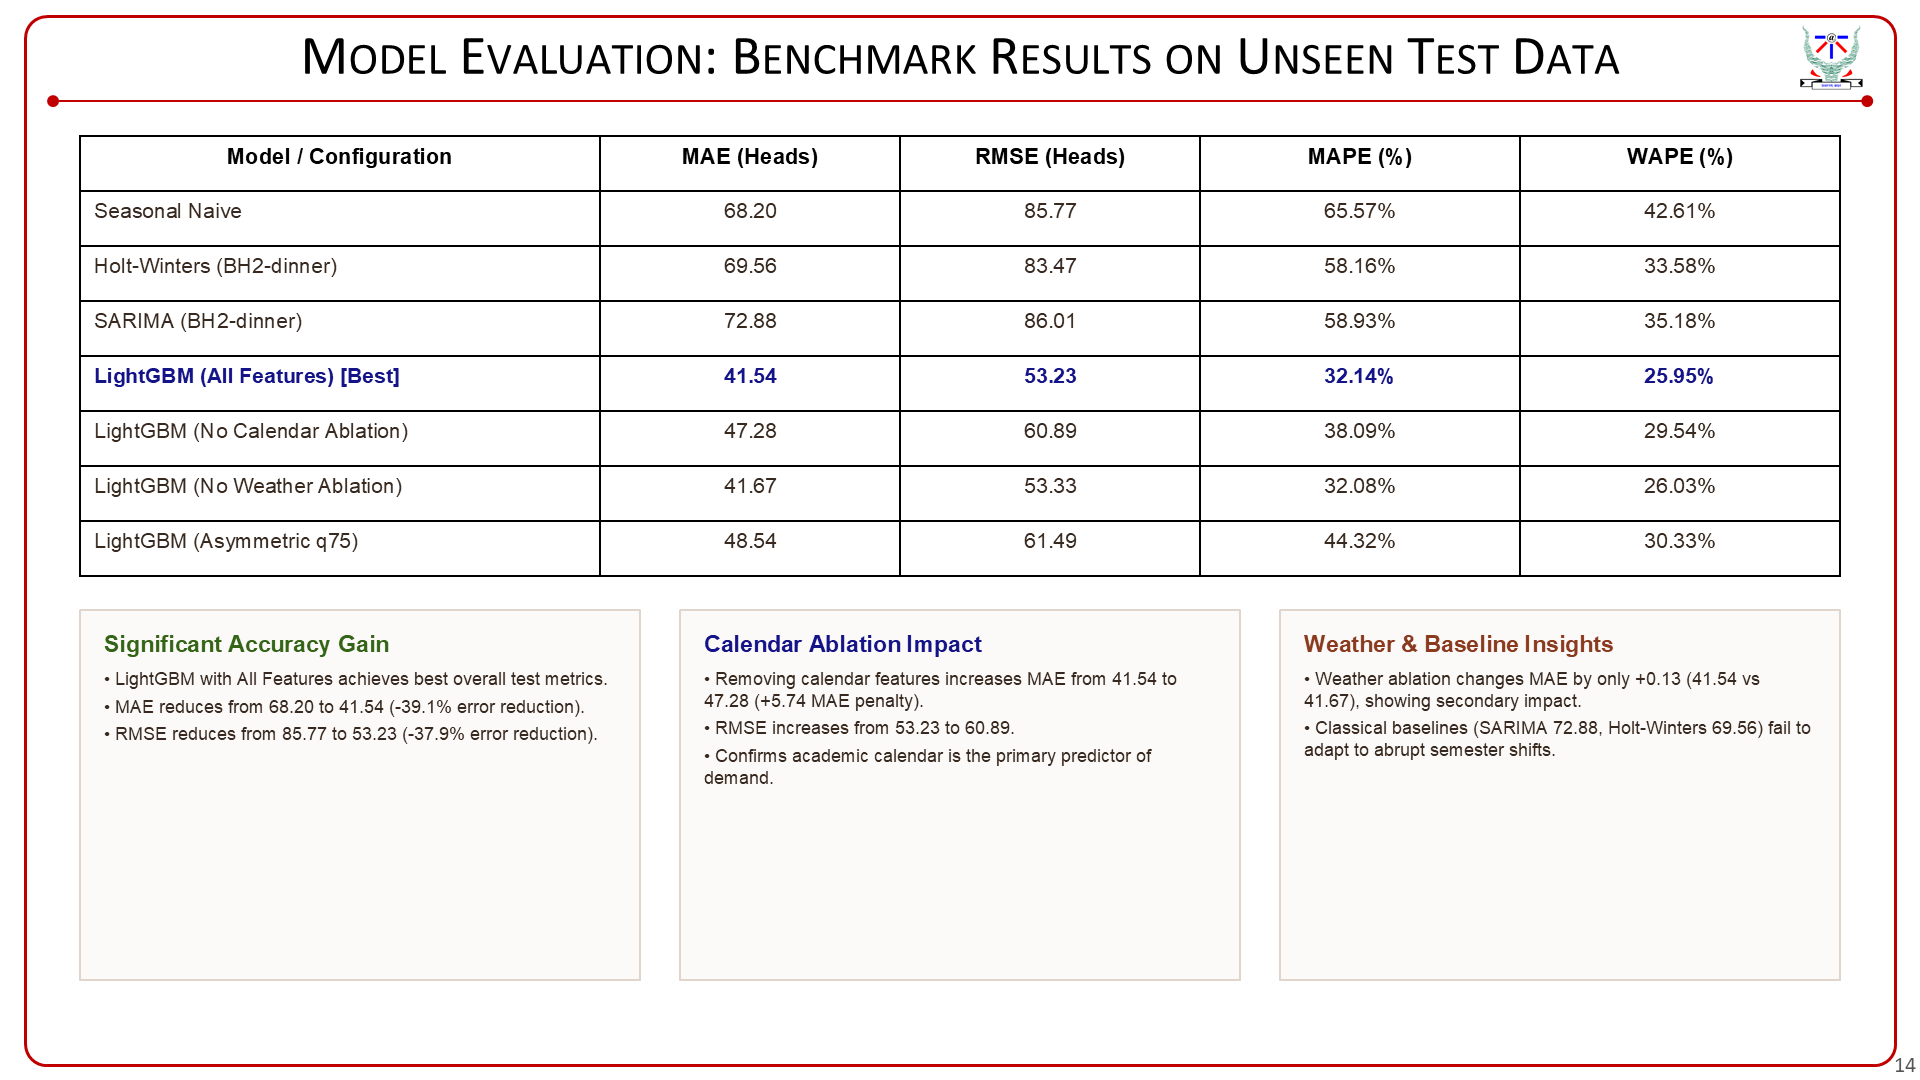 MODEL EVALUATION: BENCHMARK RESULTS ON UNSEEN TEST DATA
Model / Configuration MAE (Heads) RMSE (Heads) MAPE (%) WAPE (%)
Seasonal Naive 68.20 85.77 65.57% 42.61%
Holt-Winters (BH2-dinner) 69.56 83.47 58.16% 33.58%
SARIMA (BH2-dinner) 72.88 86.01 58.93% 35.18%
LightGBM (All Features) [Best] 41.54 53.23 32.14% 25.95%
LightGBM (No Calendar Ablation) 47.28 60.89 38.09% 29.54%
LightGBM (No Weather Ablation) 41.67 53.33 32.08% 26.03%
LightGBM (Asymmetric q75) 48.54 61.49 44.32% 30.33%
Significant Accuracy Gain
• LightGBM with All Features achieves best overall test metrics.
• MAE reduces from 68.20 to 41.54 (-39.1% error reduction).
• RMSE reduces from 85.77 to 53.23 (-37.9% error reduction).
Calendar Ablation Impact
• Removing calendar features increases MAE from 41.54 to
47.28 (+5.74 MAE penalty).
• RMSE increases from 53.23 to 60.89.
• Confirms academic calendar is the primary predictor of
demand.
Weather & Baseline Insights
• Weather ablation changes MAE by only +0.13 (41.54 vs
41.67), showing secondary impact.
• Classical baselines (SARIMA 72.88, Holt-Winters 69.56) fail to
adapt to abrupt semester shifts.
14